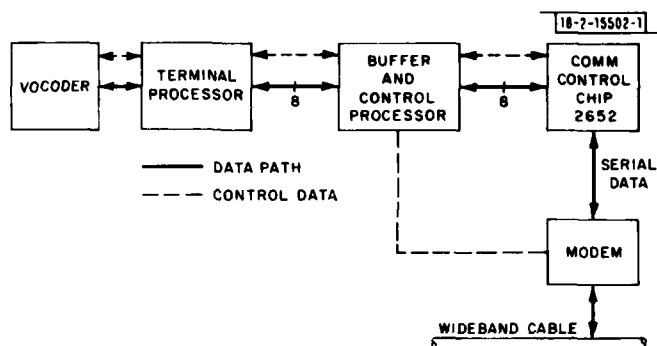 18-2-15502-1
VOCODER
TERMINAL
PROCESSOR
8
BUFFER
AND
CONTROL
PROCESSOR
8
COMM
CONTROL
CHIP
2652
DATA PATH
CONTROL DATA
SERIAL
DATA
MODEM
WIDEBAND CABLE